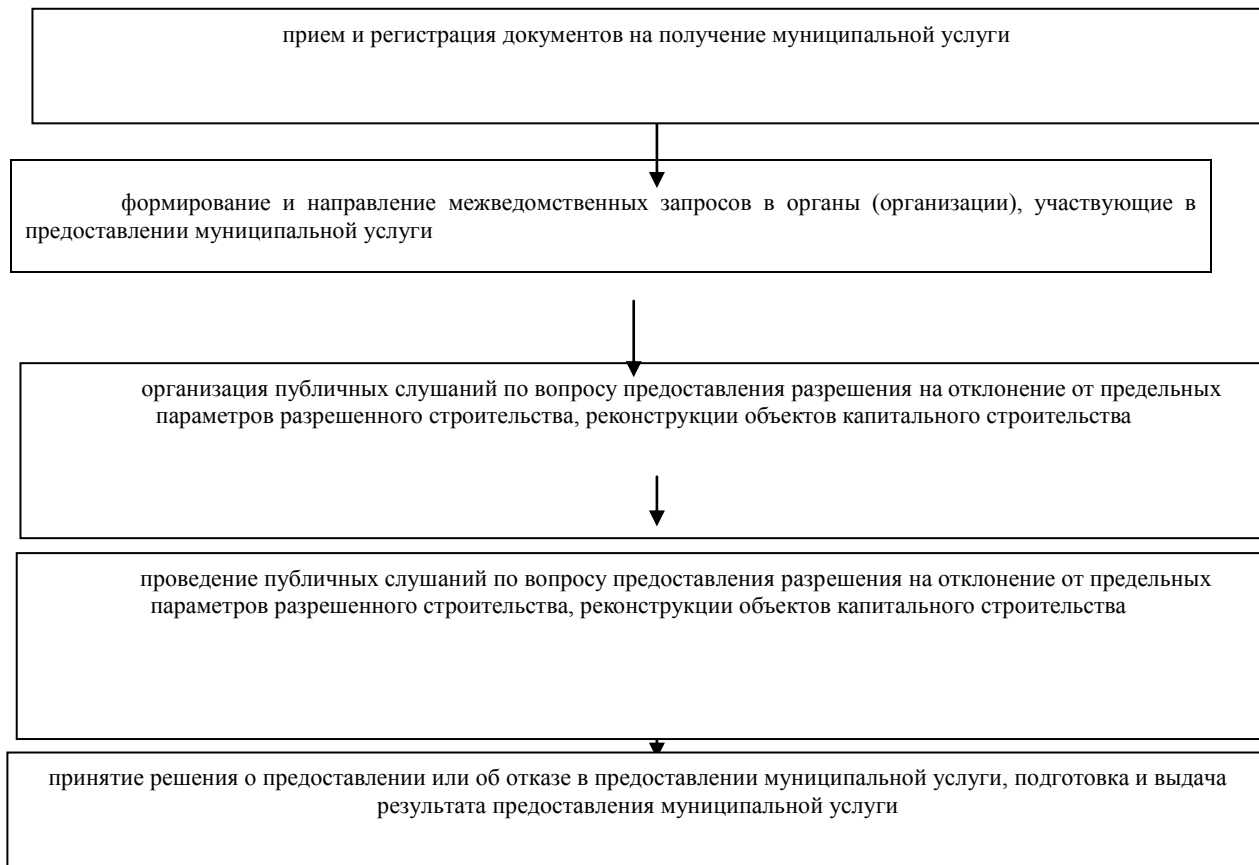 прием и регистрация документов на получение муниципальной услуги
формирование и направление межведомственных запросов в органы (организации), участвующие в
предоставлении муниципальной услуги
организация публичных слушаний по вопросу предоставления разрешения на отклонение от предельных
параметров разрешенного строительства, реконструкции объектов капитального строительства
проведение публичных слушаний по вопросу предоставления разрешения на отклонение от предельных
параметров разрешенного строительства, реконструкции объектов капитального строительства
принятие решения о предоставлении или об отказе в предоставлении муниципальной услуги, подготовка и выдача
результата предоставления муниципальной услуги